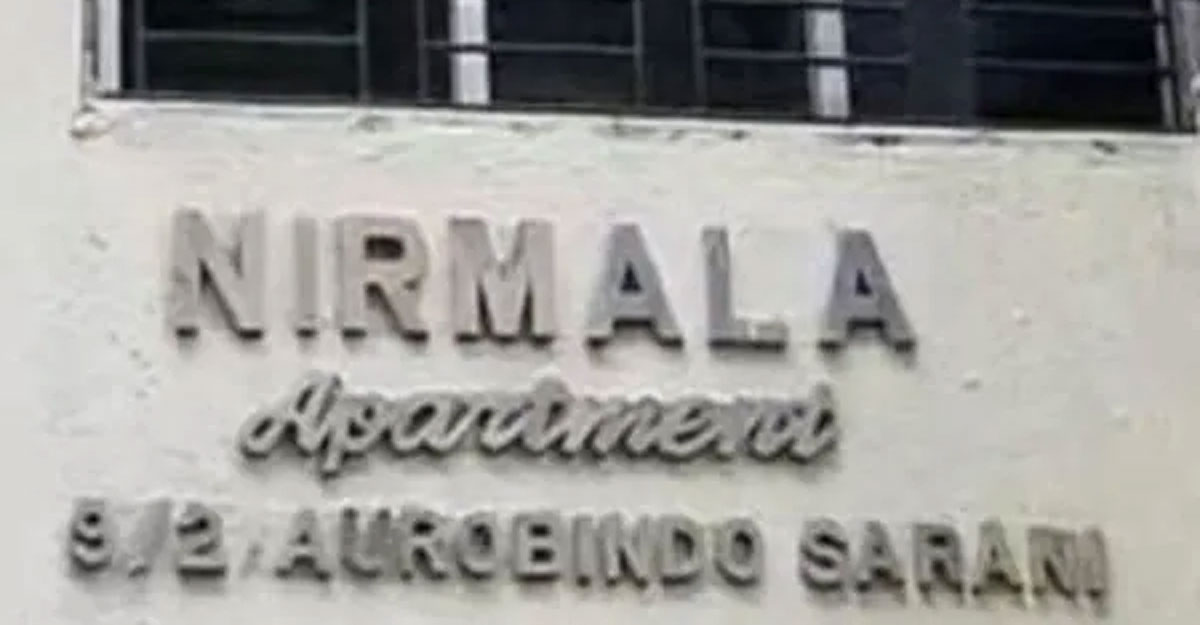 NIRMALA
Apartment
9/2, AUROBINDO SARANI